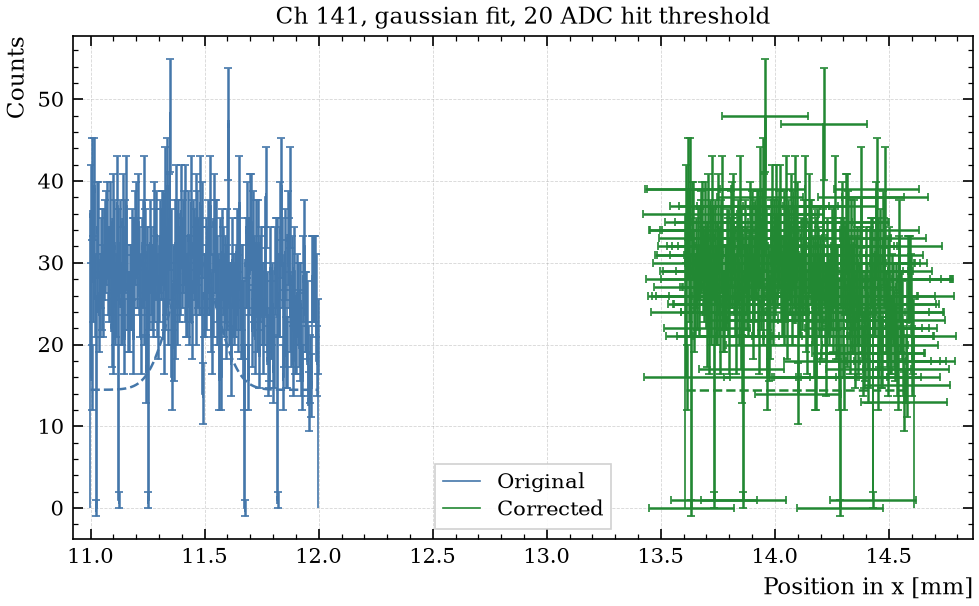 Ch 141, gaussian fit, 20 ADC hit threshold
Counts
50
40
30
20
10
0
Original
Corrected
11.0 11.5 12.0 12.5 13.0 13.5 14.0 14.5
Position in x [mm]